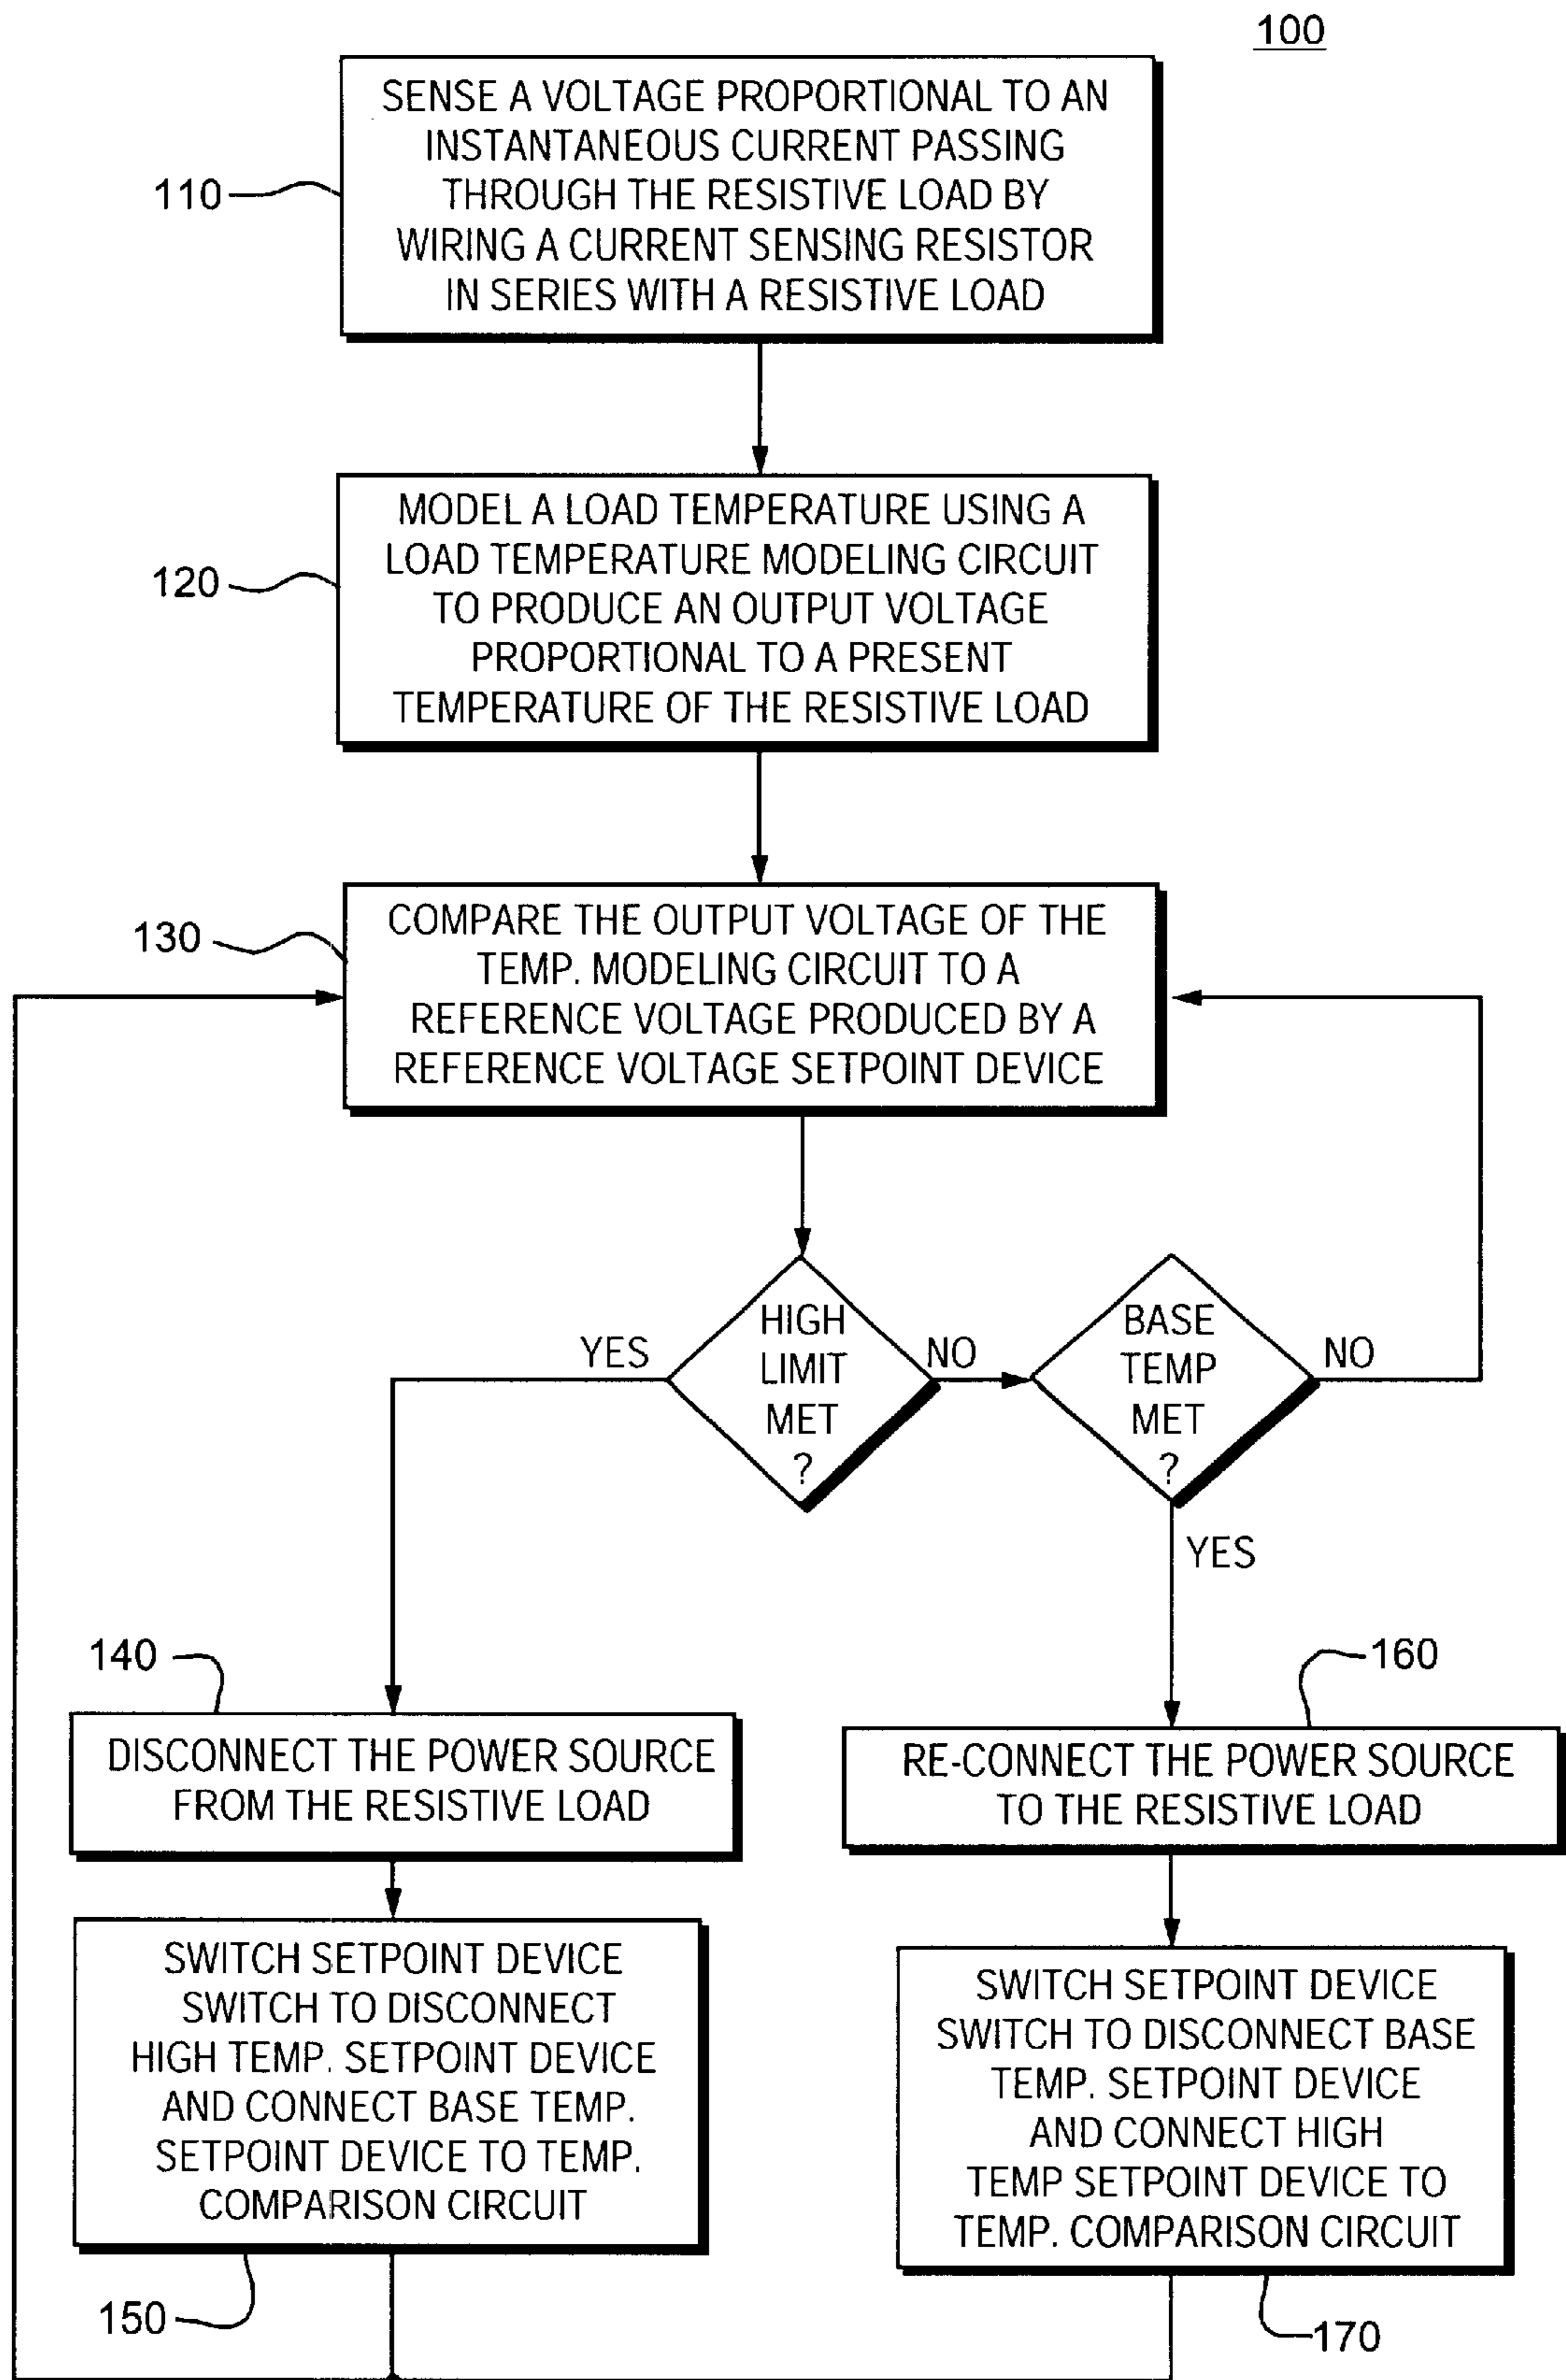 100
SENSE A VOLTAGE PROPORTIONAL TO AN
INSTANTANEOUS CURRENT PASSING
THROUGH THE RESISTIVE LOAD BY
WIRING A CURRENT SENSING RESISTOR
IN SERIES WITH A RESISTIVE LOAD
110
MODEL A LOAD TEMPERATURE USING A
LOAD TEMPERATURE MODELING CIRCUIT
TO PRODUCE AN OUTPUT VOLTAGE
PROPORTIONAL TO A PRESENT
TEMPERATURE OF THE RESISTIVE LOAD
120
COMPARE THE OUTPUT VOLTAGE OF THE
TEMP. MODELING CIRCUIT TO A
REFERENCE VOLTAGE PRODUCED BY A
REFERENCE VOLTAGE SETPOINT DEVICE
130
YES
HIGH
LIMIT
MET
?
NO
BASE
TEMP
MET
?
NO
YES
140
DISCONNECT THE POWER SOURCE
FROM THE RESISTIVE LOAD
160
RE-CONNECT THE POWER SOURCE
TO THE RESISTIVE LOAD
SWITCH SETPOINT DEVICE
SWITCH TO DISCONNECT
HIGH TEMP. SETPOINT DEVICE
AND CONNECT BASE TEMP.
SETPOINT DEVICE TO TEMP.
COMPARISON CIRCUIT
150
SWITCH SETPOINT DEVICE
SWITCH TO DISCONNECT BASE
TEMP. SETPOINT DEVICE
AND CONNECT HIGH
TEMP SETPOINT DEVICE TO
TEMP. COMPARISON CIRCUIT
170